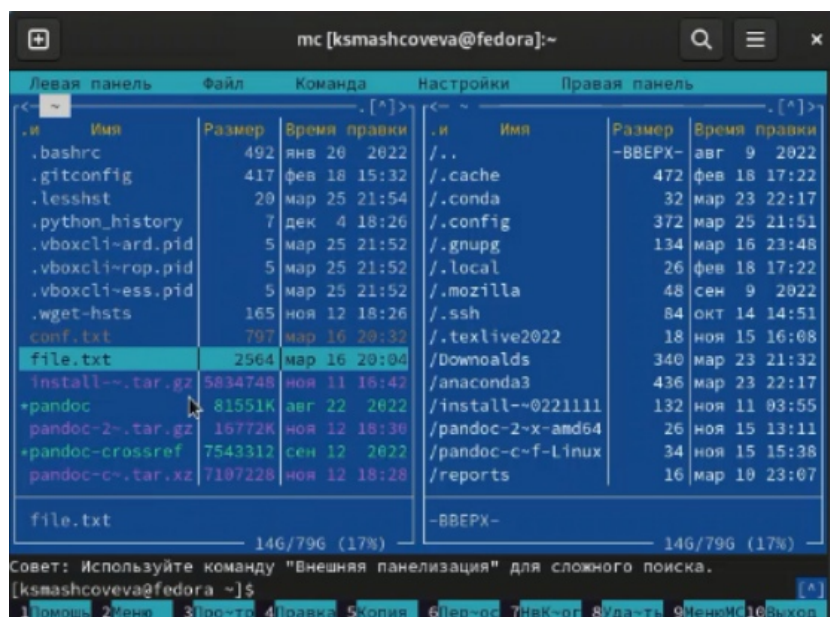 mc [ksmashcoveva@fedora]:~
Левая панель Файл Команда Настройки Правая панель
<- ~ .[^]>
.и Имя Размер Время правки
.bashrc 492 янв 20 2022
.gitconfig 417 фев 18 15:32
.lesshst 20 мар 25 21:54
.python_history 7 дек 4 18:26
.vboxcli~ard.pid 5 мар 25 21:52
.vboxcli~rop.pid 5 мар 25 21:52
.vboxcli~ess.pid 5 мар 25 21:52
.wget-hsts 165 ноя 12 18:26
conf.txt 797 мар 16 20:32
file.txt 2564 мар 16 20:04
install-~.tar.gz 5834748 ноя 11 16:42
*pandoc 81551K авг 22 2022
pandoc-2~.tar.gz 16772K ноя 12 18:30
*pandoc-crossref 7543312 сен 12 2022
pandoc-c~.tar.xz 7107228 ноя 12 18:28
file.txt
14G/79G (17%)
<- ~ .[^]>
.и Имя Размер Время правки
/.. -ВВЕРХ- авг 9 2022
/.cache 472 фев 18 17:22
/.conda 32 мар 23 22:17
/.config 372 мар 25 21:51
/.gnupg 134 мар 16 23:48
/.local 26 фев 18 17:22
/.mozilla 48 сен 9 2022
/.ssh 84 окт 14 14:51
/.texlive2022 18 ноя 15 16:08
/Downoalds 340 мар 23 21:32
/anaconda3 436 мар 23 22:17
/install-~0221111 132 ноя 11 03:55
/pandoc-2~x-amd64 26 ноя 15 13:11
/pandoc-c~f-Linux 34 ноя 15 15:38
/reports 16 мар 10 23:07
-ВВЕРХ-
14G/79G (17%)
Совет: Используйте команду "Внешняя панелизация" для сложного поиска.
[ksmashcoveva@fedora ~]$ [^]
1Помощь 2Меню 3Про~тр 4Правка 5Копия 6Пер~ос 7НвК~ог 8Уда~ть 9МенюMC 10Выход